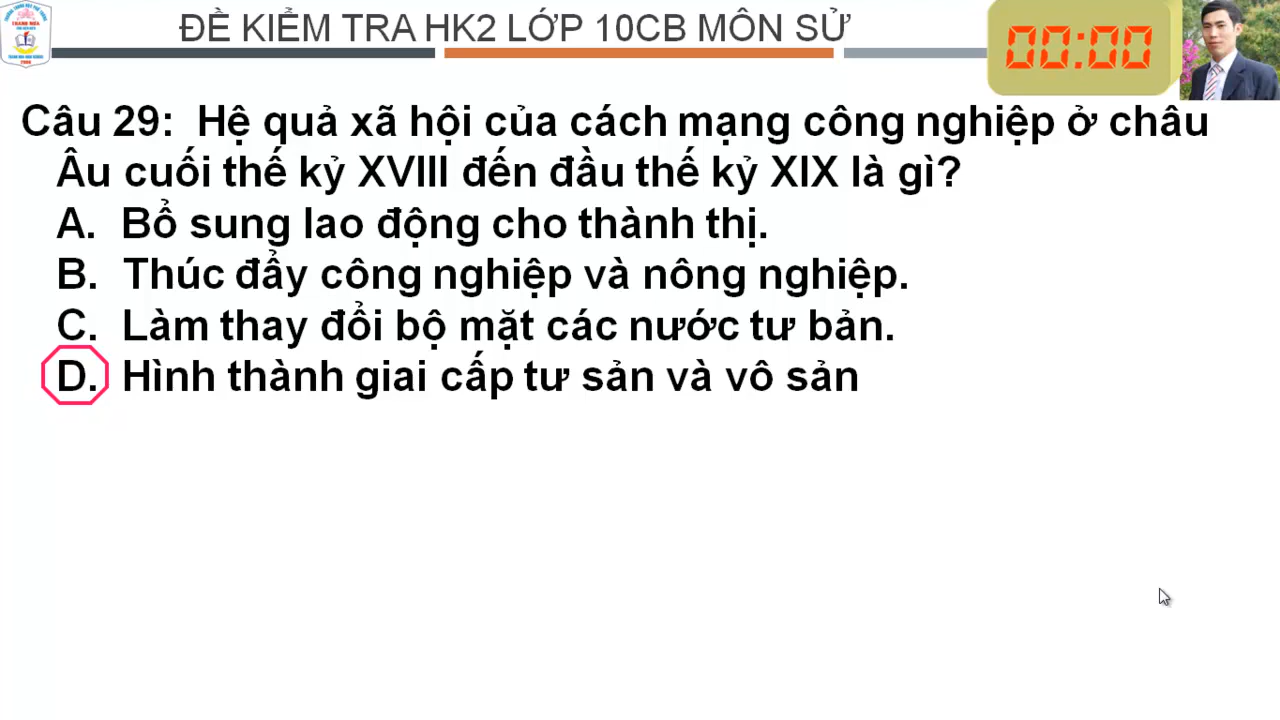 ĐỀ KIỂM TRA HK2 LỚP 10CB MÔN SỬ
00:00
Câu 29: Hệ quả xã hội của cách mạng công nghiệp ở châu
Âu cuối thế kỷ XVIII đến đầu thế kỷ XIX là gì?
A. Bổ sung lao động cho thành thị.
B. Thúc đẩy công nghiệp và nông nghiệp.
C. Làm thay đổi bộ mặt các nước tư bản.
D. Hình thành giai cấp tư sản và vô sản